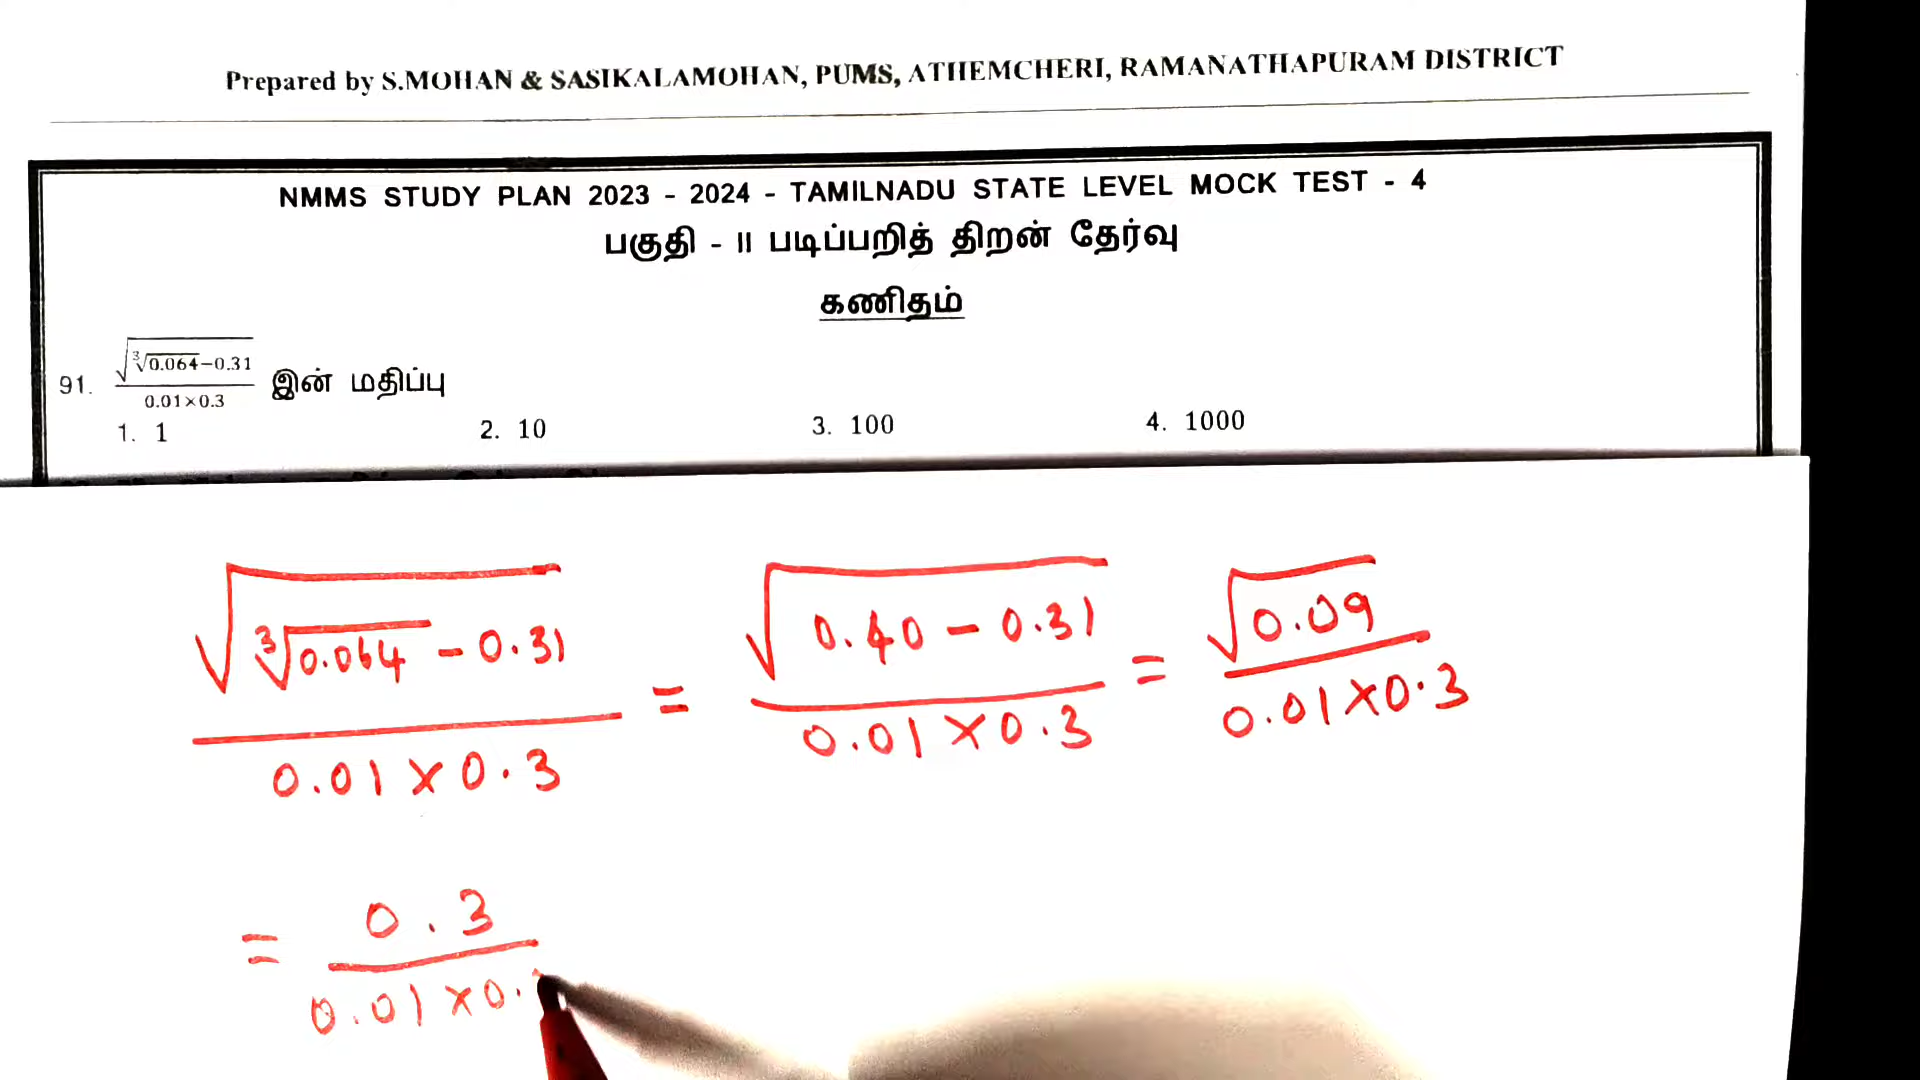 Prepared by S.MOHAN & SASIKALAMOHAN, PUMS, ATHEMCHERI, RAMANATHAPURAM DISTRICT
NMMS STUDY PLAN 2023 - 2024 - TAMILNADU STATE LEVEL MOCK TEST - 4
பகுதி - II படிப்பறித் திறன் தேர்வு
கணிதம்
91. √(∛0.064−0.31) / 0.01×0.3 இன் மதிப்பு
1. 1 2. 10 3. 100 4. 1000
√(∛0.064 - 0.31) / 0.01 × 0.3 = √(0.40 - 0.31) / 0.01 × 0.3 = √0.09 / 0.01 × 0.3
= 0.3 / 0.01 × 0.